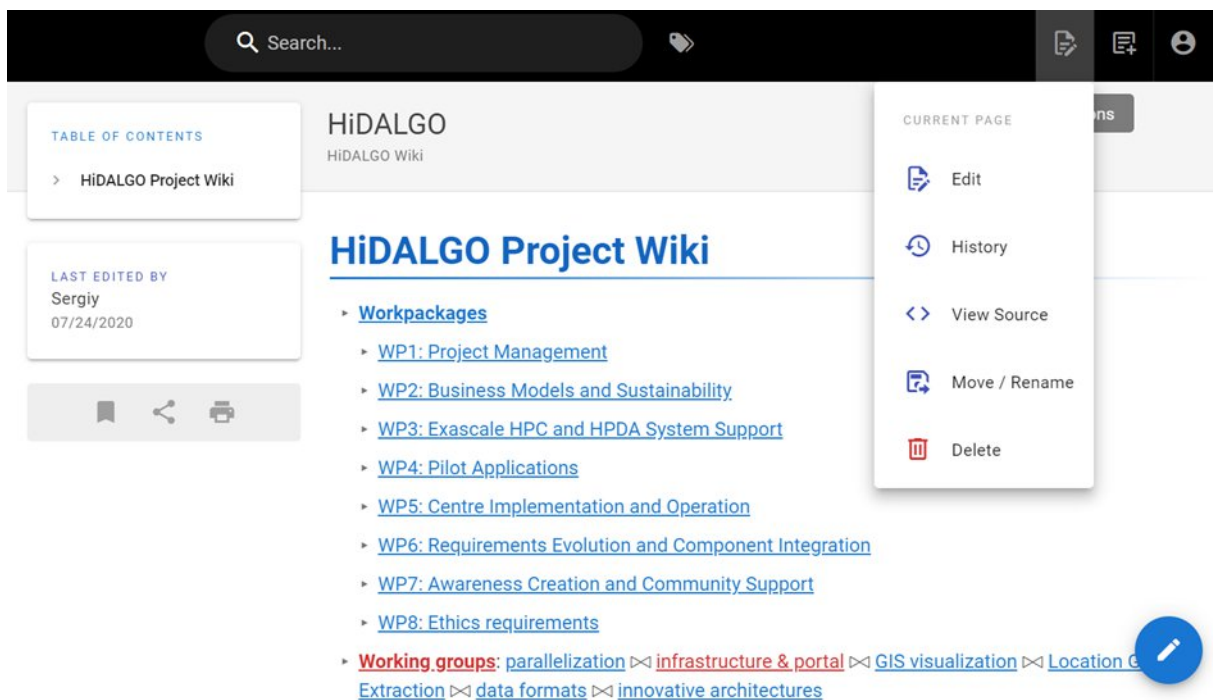 Search...
TABLE OF CONTENTS
HiDALGO Project Wiki
LAST EDITED BY
Sergiy
07/24/2020
HiDALGO
HiDALGO Wiki
CURRENT PAGE
Edit
History
View Source
Move / Rename
Delete
HiDALGO Project Wiki
Workpackages
WP1: Project Management
WP2: Business Models and Sustainability
WP3: Exascale HPC and HPDA System Support
WP4: Pilot Applications
WP5: Centre Implementation and Operation
WP6: Requirements Evolution and Component Integration
WP7: Awareness Creation and Community Support
WP8: Ethics requirements
Working groups: parallelization ⋈ infrastructure & portal ⋈ GIS visualization ⋈ Location
Extraction ⋈ data formats ⋈ innovative architectures